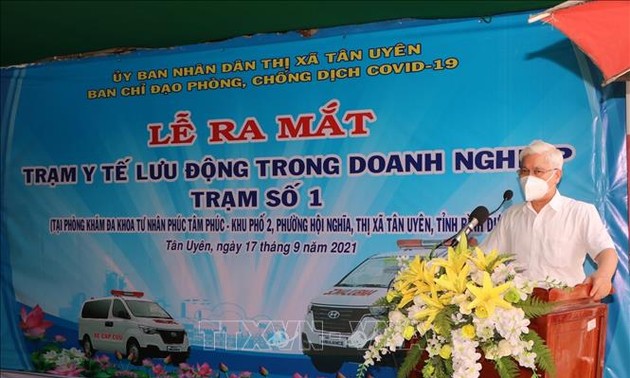 ỦY BAN NHÂN DÂN THỊ XÃ TÂN UYÊN
BAN CHỈ ĐẠO PHÒNG, CHỐNG DỊCH COVID-19
LỄ RA MẮT
TRẠM Y TẾ LƯU ĐỘNG TRONG DOANH NGHIỆP
TRẠM SỐ 1
(TẠI PHÒNG KHÁM ĐA KHOA TƯ NHÂN PHÚC TÂM PHÚC - KHU PHỐ 2, PHƯỜNG HỘI NGHĨA, THỊ XÃ TÂN UYÊN, TỈNH BÌNH
Tân Uyên, ngày 17 tháng 9 năm 2021
XE CẤP CỨU